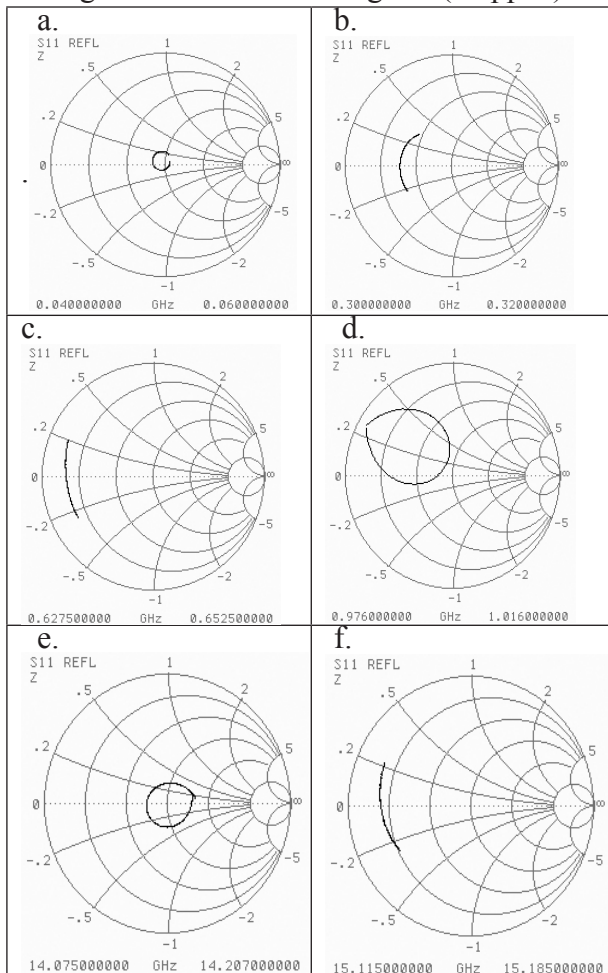 a.
S11 REFL
Z
1
.5 2
.2 5
0 ∞
-.2 -5
-.5 -2
-1
0.040000000 GHz 0.060000000
b.
S11 REFL
Z
1
.5 2
.2 5
0 ∞
-.2 -5
-.5 -2
-1
0.300000000 GHz 0.320000000
c.
S11 REFL
Z
1
.5 2
.2 5
0 ∞
-.2 -5
-.5 -2
-1
0.627500000 GHz 0.652500000
d.
S11 REFL
Z
1
.5 2
.2 5
0 ∞
-.2 -5
-.5 -2
-1
0.976000000 GHz 1.016000000
e.
S11 REFL
Z
1
.5 2
.2 5
0 ∞
-.2 -5
-.5 -2
-1
14.075000000 GHz 14.207000000
f.
S11 REFL
Z
1
.5 2
.2 5
0 ∞
-.2 -5
-.5 -2
-1
15.115000000 GHz 15.185000000